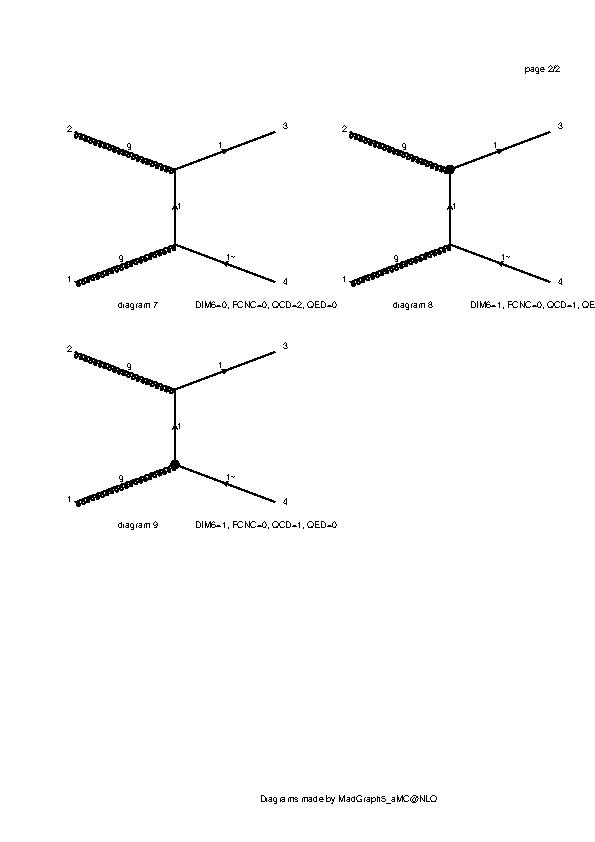 page 2/2
2 g 1 3 2 g 1 3
1 1
1 g 1~ 4 1 g 1~ 4
diagram 7 DIM6=0, FCNC=0, QCD=2, QED=0 diagram 8 DIM6=1, FCNC=0, QCD=1, QE
2 g 1 3
1
1 g 1~ 4
diagram 9 DIM6=1, FCNC=0, QCD=1, QED=0
Diagrams made by MadGraph5_aMC@NLO